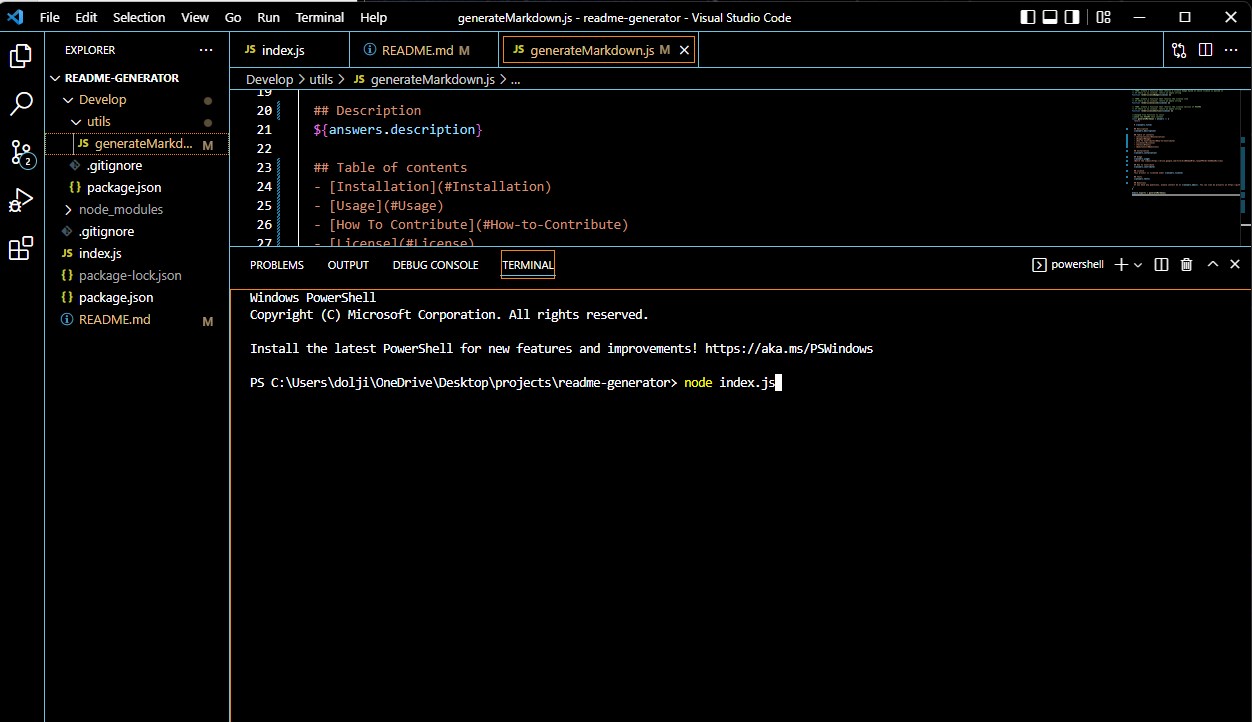 File Edit Selection View Go Run Terminal Help generateMarkdown.js - readme-generator - Visual Studio Code
EXPLORER ...
JS index.js README.md M JS generateMarkdown.js M
README-GENERATOR
Develop > utils > JS generateMarkdown.js > ...
Develop
utils
JS generateMarkd... M
.gitignore
{} package.json
node_modules
.gitignore
JS index.js
{} package-lock.json
{} package.json
README.md M
2
19
20 ## Description
21 ${answers.description}
22
23 ## Table of contents
24 - [Installation](#Installation)
25 - [Usage](#Usage)
26 - [How To Contribute](#How-to-Contribute)
27 - [License](#License)
PROBLEMS OUTPUT DEBUG CONSOLE TERMINAL powershell
Windows PowerShell
Copyright (C) Microsoft Corporation. All rights reserved.
Install the latest PowerShell for new features and improvements! https://aka.ms/PSWindows
PS C:\Users\dolji\OneDrive\Desktop\projects\readme-generator> node index.js